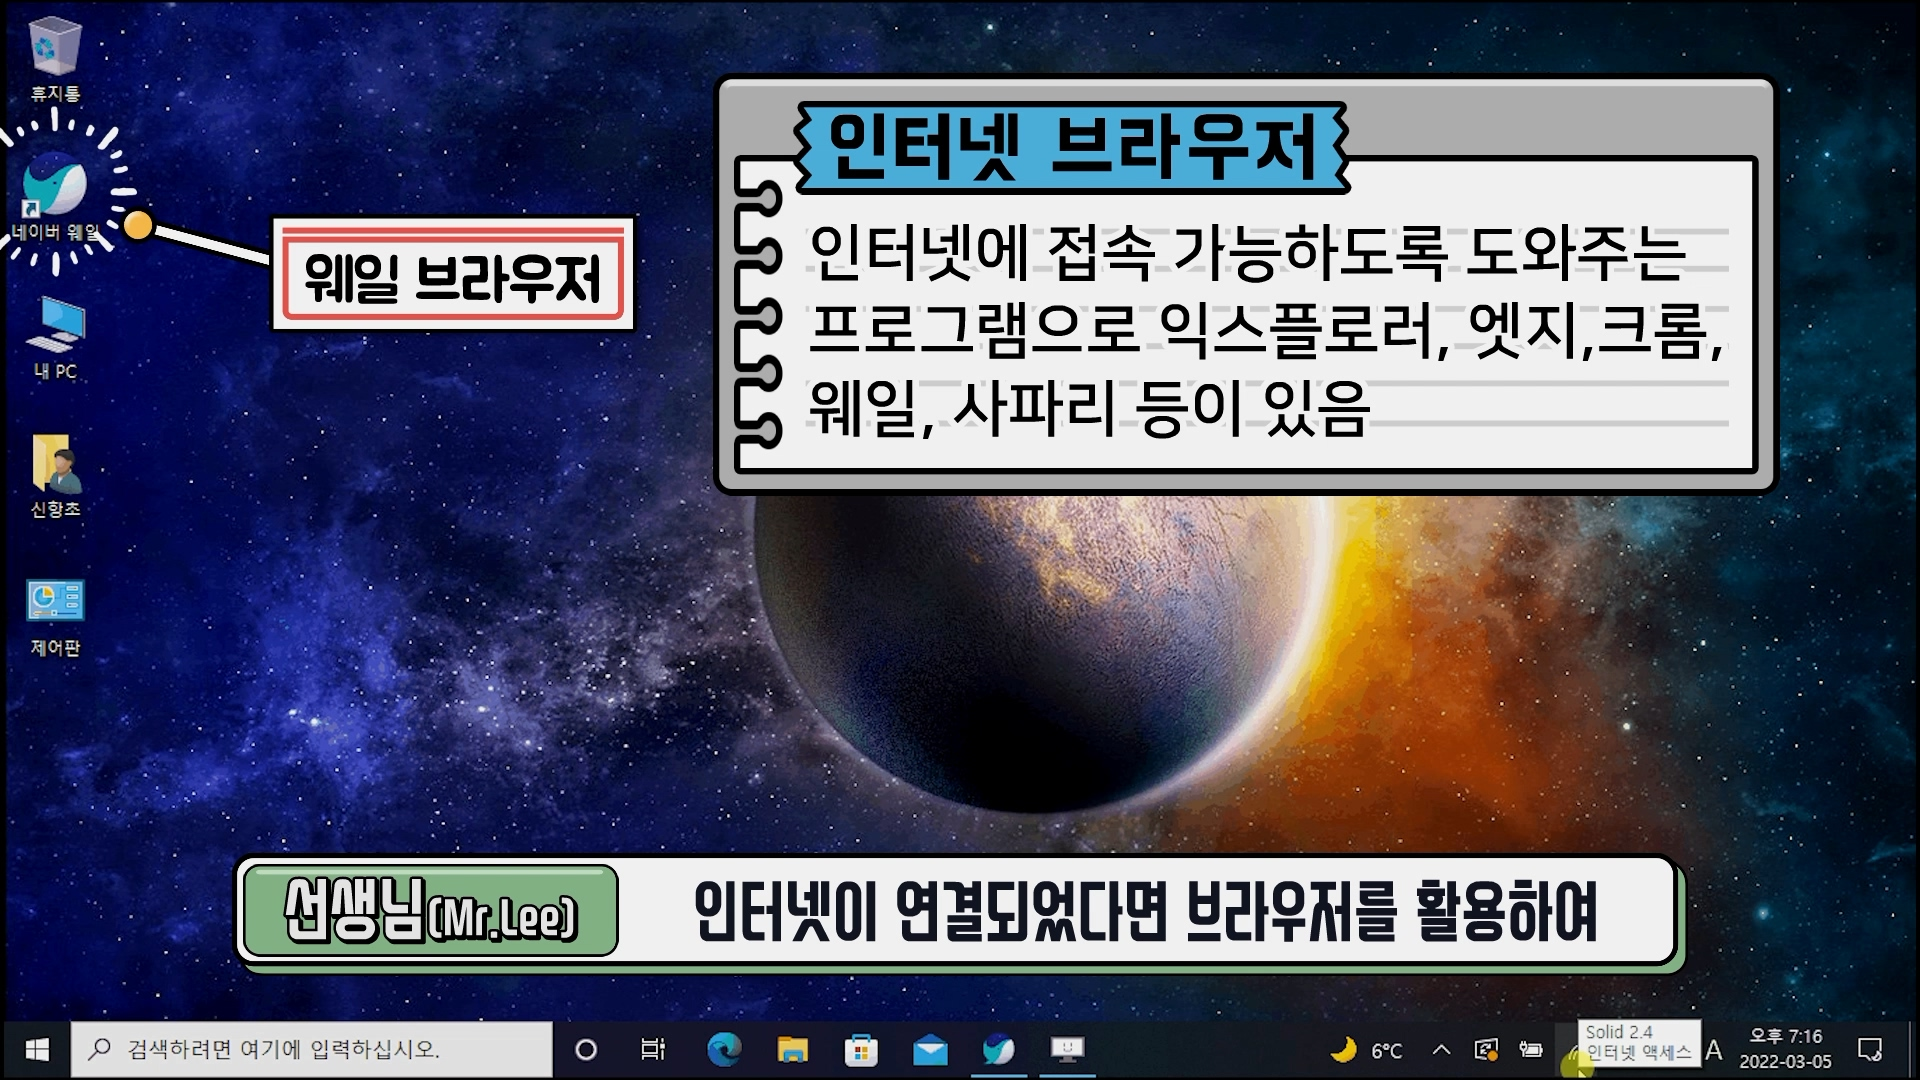 휴지통
네이버 웨일
웨일 브라우저
내 PC
신항초
제어판
인터넷 브라우저
인터넷에 접속 가능하도록 도와주는
프로그램으로 익스플로러, 엣지,크롬,
웨일, 사파리 등이 있음
선생님(Mr.Lee)
인터넷이 연결되었다면 브라우저를 활용하여
검색하려면 여기에 입력하십시오.
6°C
Solid 2.4
인터넷 액세스
A
오후 7:16
2022-03-05